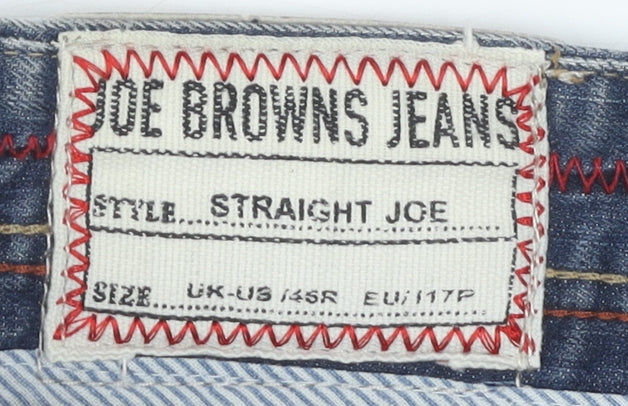 JOE BROWNS JEANS
STYLE STRAIGHT JOE
SIZE UK-US /46R EU/117P